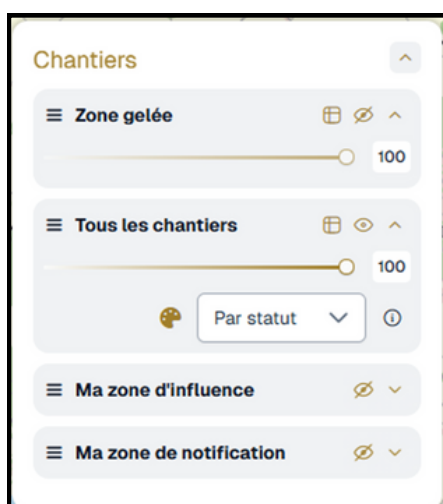 Chantiers
Zone gelée
100
Tous les chantiers
100
Par statut
Ma zone d'influence
Ma zone de notification